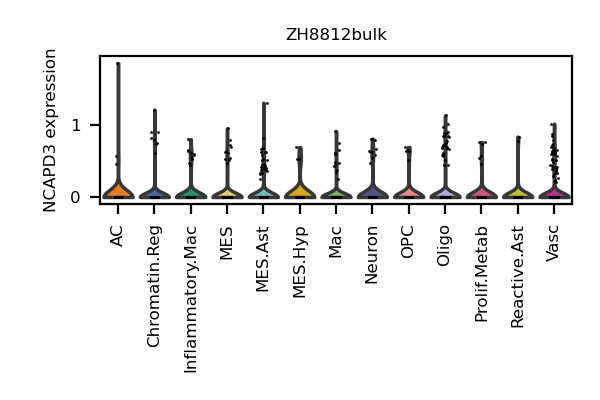 ZH8812bulk
NCAPD3 expression
1
0
AC
Chromatin.Reg
Inflammatory.Mac
MES
MES.Ast
MES.Hyp
Mac
Neuron
OPC
Oligo
Prolif.Metab
Reactive.Ast
Vasc